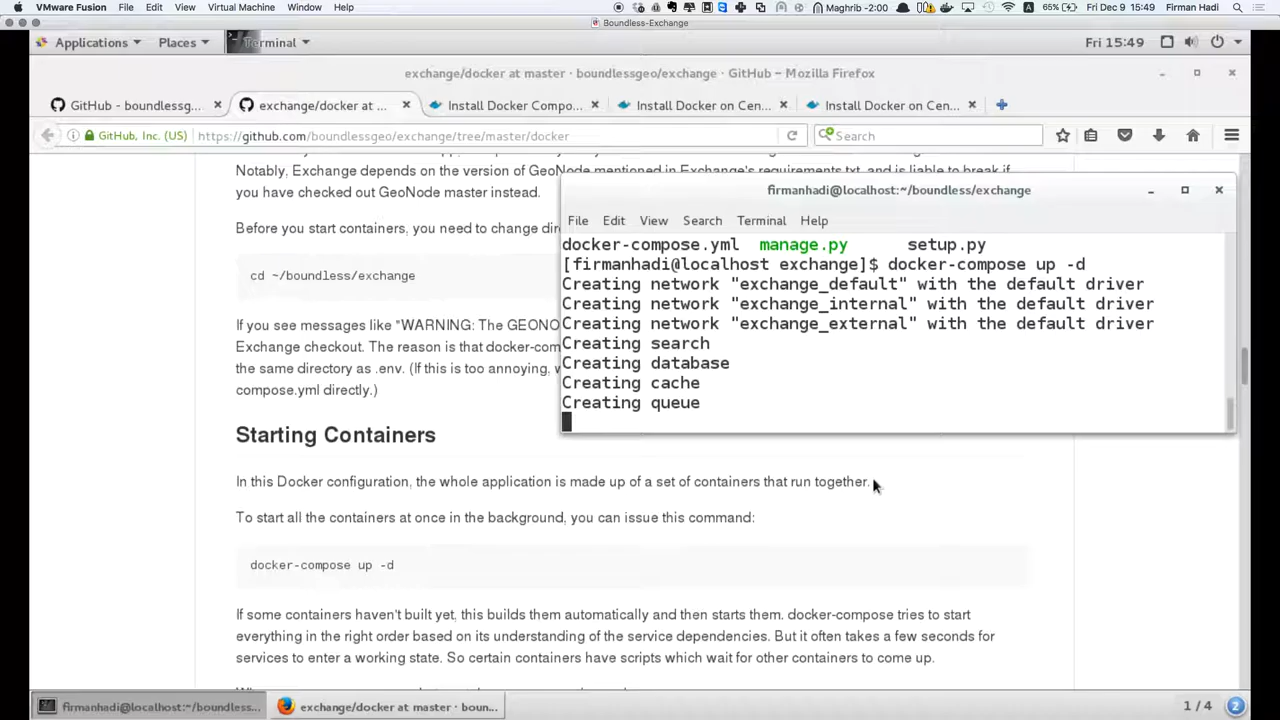 VMware Fusion File Edit View Virtual Machine Window Help Maghrib -2:00 65% Fri Dec 9 15:49 Firman Hadi
Boundless-Exchange
Applications Places Terminal Fri 15:49
exchange/docker at master · boundlessgeo/exchange · GitHub – Mozilla Firefox
GitHub - boundlessg... exchange/docker at ... Install Docker Compo... Install Docker on Cen... Install Docker on Cen...
GitHub, Inc. (US) https://github.com/boundlessgeo/exchange/tree/master/docker Search
Notably, Exchange depends on the version of GeoNode mentioned in Exchange's requirements.txt, and is liable to break if
you have checked out GeoNode master instead.
Before you start containers, you need to change dire
cd ~/boundless/exchange
If you see messages like "WARNING: The GEONO
Exchange checkout. The reason is that docker-com
the same directory as .env. (If this is too annoying,
compose.yml directly.)
firmanhadi@localhost:~/boundless/exchange
File Edit View Search Terminal Help
docker-compose.yml manage.py setup.py
[firmanhadi@localhost exchange]$ docker-compose up -d
Creating network "exchange_default" with the default driver
Creating network "exchange_internal" with the default driver
Creating network "exchange_external" with the default driver
Creating search
Creating database
Creating cache
Creating queue
Starting Containers
In this Docker configuration, the whole application is made up of a set of containers that run together.
To start all the containers at once in the background, you can issue this command:
docker-compose up -d
If some containers haven't built yet, this builds them automatically and then starts them. docker-compose tries to start
everything in the right order based on its understanding of the service dependencies. But it often takes a few seconds for
services to enter a working state. So certain containers have scripts which wait for other containers to come up.
firmanhadi@localhost:~/boundless... exchange/docker at master · boun... 1 / 4 2